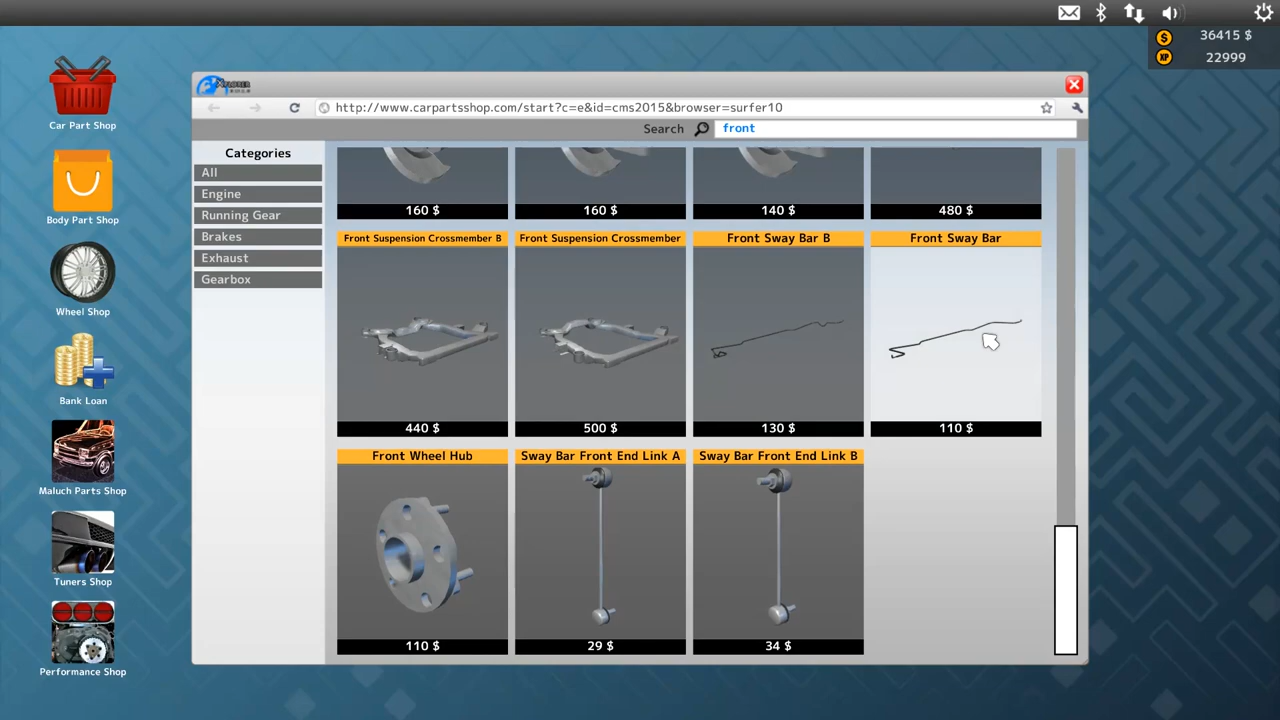 36415 $
22999
Car Part Shop
Body Part Shop
Wheel Shop
Bank Loan
Maluch Parts Shop
Tuners Shop
Performance Shop
http://www.carpartsshop.com/start?c=e&id=cms2015&browser=surfer10
Search front
Categories
All
Engine
Running Gear
Brakes
Exhaust
Gearbox
160 $ 160 $ 140 $ 480 $
Front Suspension Crossmember B Front Suspension Crossmember Front Sway Bar B Front Sway Bar
440 $ 500 $ 130 $ 110 $
Front Wheel Hub Sway Bar Front End Link A Sway Bar Front End Link B
110 $ 29 $ 34 $